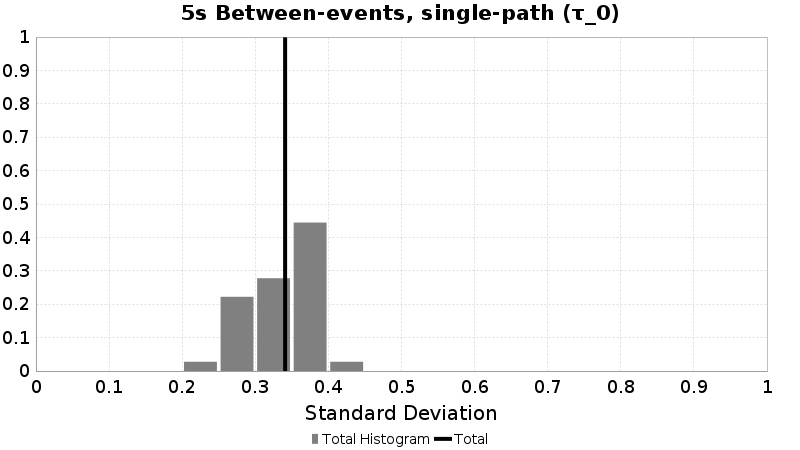 5s Between-events, single-path (τ_0)
1
0.9
0.8
0.7
0.6
0.5
0.4
0.3
0.2
0.1
0
0 0.1 0.2 0.3 0.4 0.5 0.6 0.7 0.8 0.9 1
Standard Deviation
Total Histogram Total